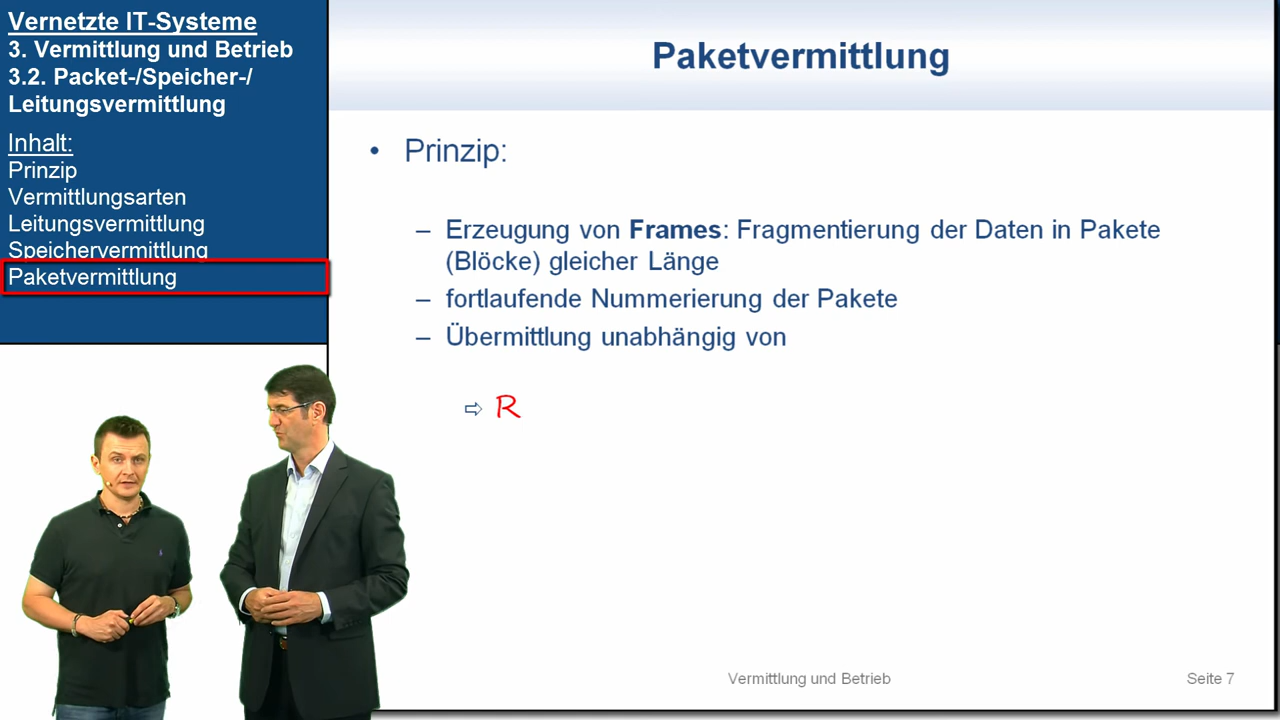 Vernetzte IT-Systeme
3. Vermittlung und Betrieb
3.2. Packet-/Speicher-/
Leitungsvermittlung
Inhalt:
Prinzip
Vermittlungsarten
Leitungsvermittlung
Speichervermittlung
Paketvermittlung
Paketvermittlung
• Prinzip:
– Erzeugung von Frames: Fragmentierung der Daten in Pakete
(Blöcke) gleicher Länge
– fortlaufende Nummerierung der Pakete
– Übermittlung unabhängig von
⇨ R
Vermittlung und Betrieb
Seite 7